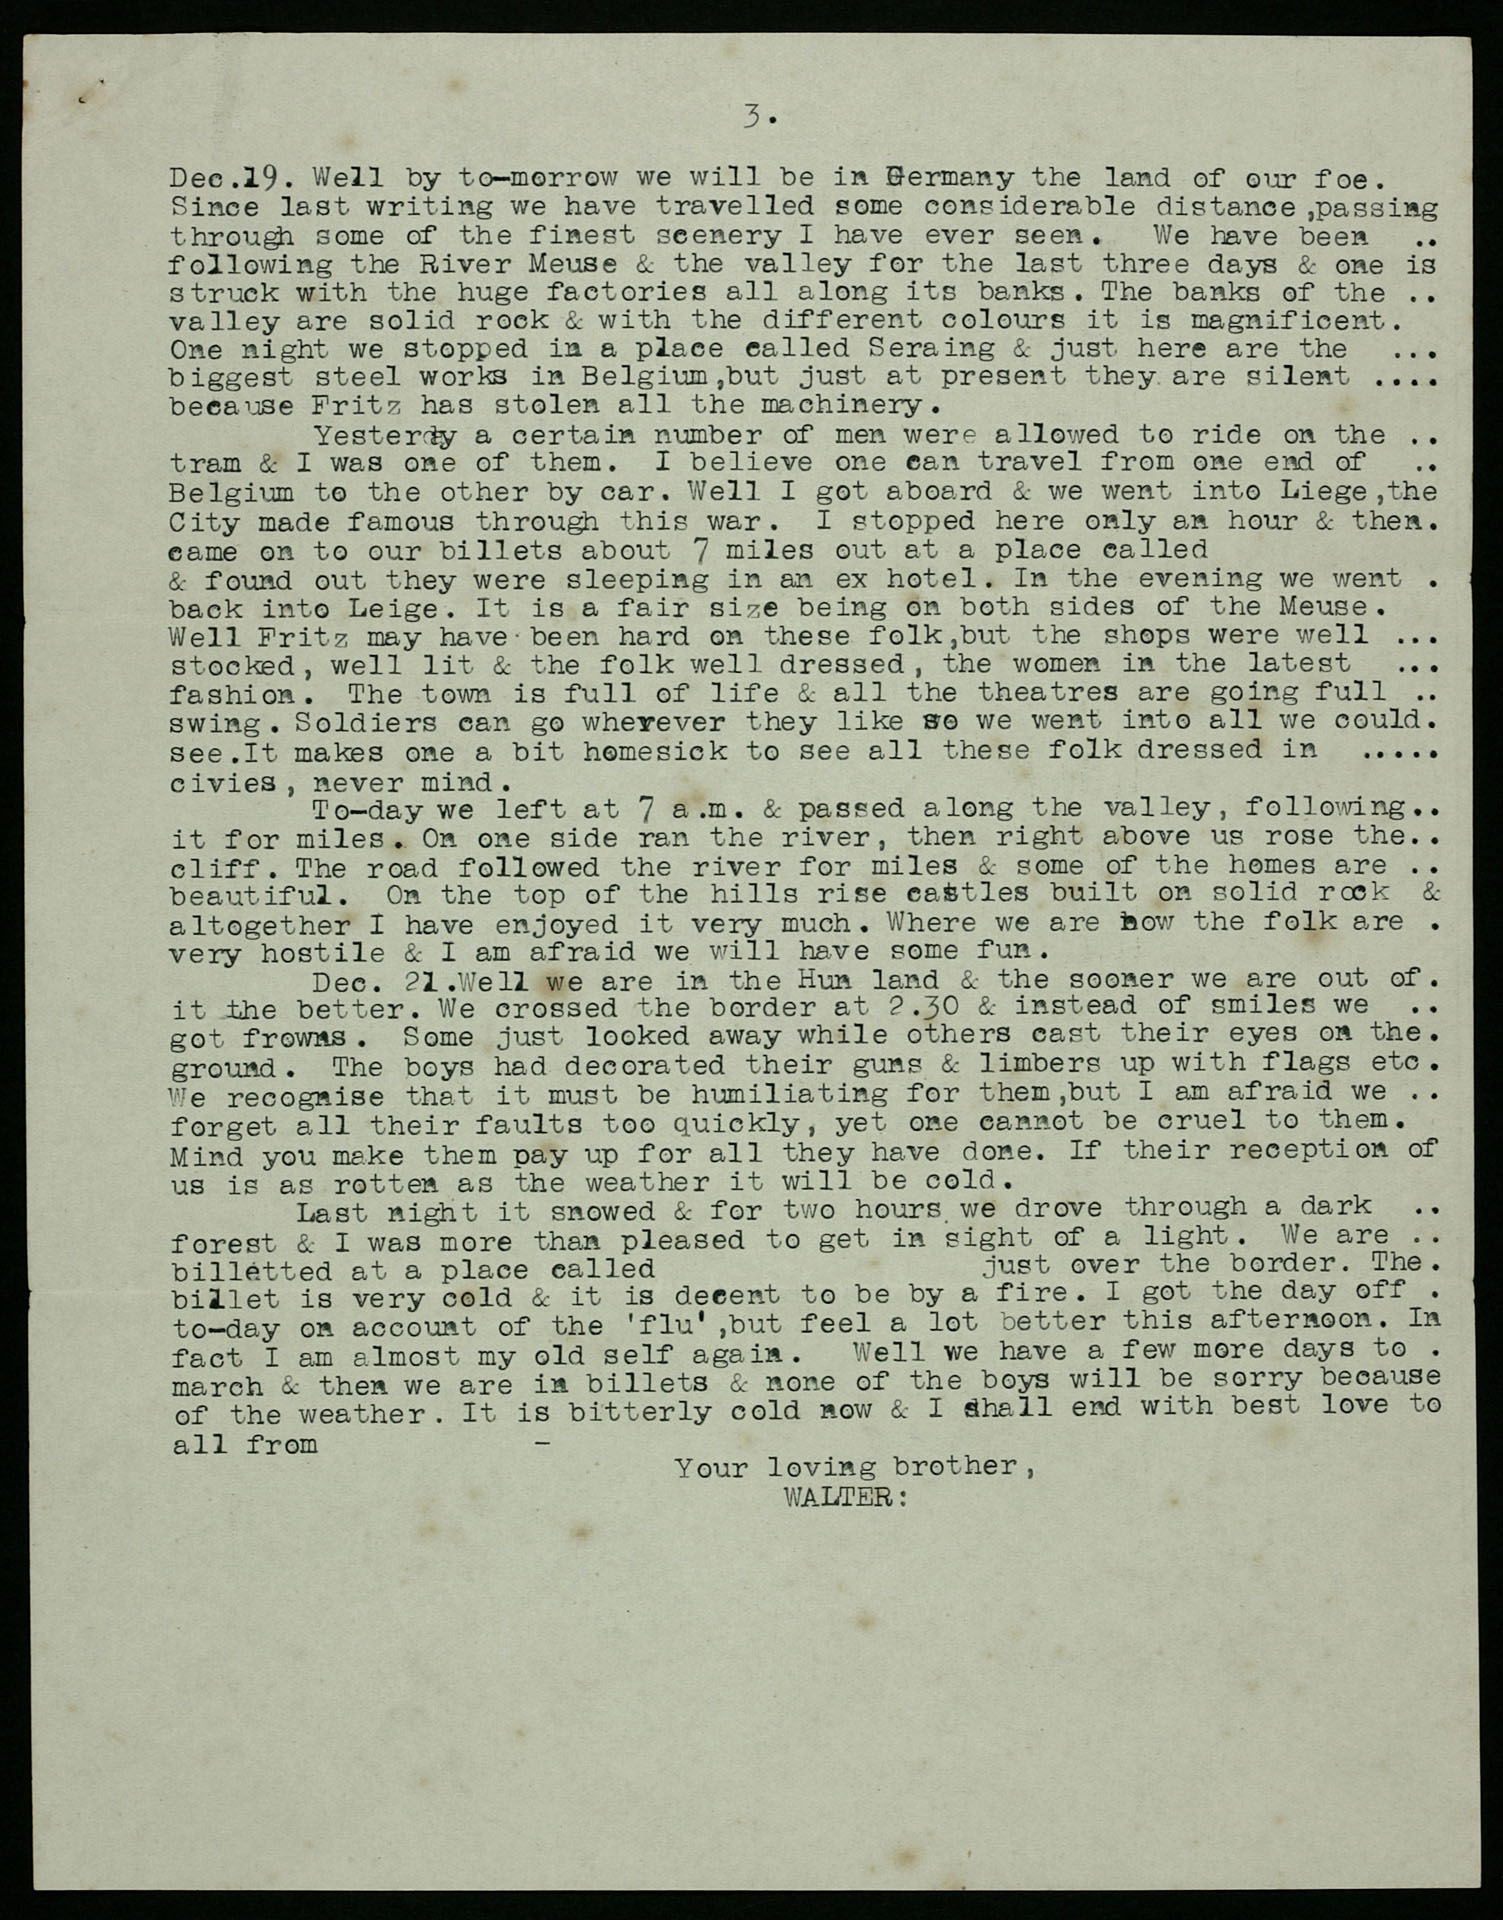 3.
Dec.19. Well by to-morrow we will be in Germany the land of our foe.
Since last writing we have travelled some considerable distance,passing
through some of the finest scenery I have ever seen. We have been ..
following the River Meuse & the valley for the last three days & one is
struck with the huge factories all along its banks. The banks of the ..
valley are solid rock & with the different colours it is magnificent.
One night we stopped in a place called Seraing & just here are the ...
biggest steel works in Belgium,but just at present they are silent ....
because Fritz has stolen all the machinery.
Yesterdy a certain number of men were allowed to ride on the ..
tram & I was one of them. I believe one can travel from one end of ..
Belgium to the other by car. Well I got aboard & we went into Liege,the
City made famous through this war. I stopped here only an hour & then.
came on to our billets about 7 miles out at a place called
& found out they were sleeping in an ex hotel. In the evening we went .
back into Leige. It is a fair size being on both sides of the Meuse.
Well Fritz may have been hard on these folk,but the shops were well ...
stocked, well lit & the folk well dressed, the women in the latest ...
fashion. The town is full of life & all the theatres are going full ..
swing. Soldiers can go wherever they like so we went into all we could.
see.It makes one a bit homesick to see all these folk dressed in .....
civies, never mind.
To-day we left at 7 a.m. & passed along the valley, following..
it for miles. On one side ran the river, then right above us rose the..
cliff. The road followed the river for miles & some of the homes are ..
beautiful. On the top of the hills rise castles built on solid rock &
altogether I have enjoyed it very much. Where we are now the folk are .
very hostile & I am afraid we will have some fun.
Dec. 21.Well we are in the Hun land & the sooner we are out of.
it the better. We crossed the border at 2.30 & instead of smiles we ..
got frowns. Some just looked away while others cast their eyes on the.
ground. The boys had decorated their guns & limbers up with flags etc.
We recognise that it must be humiliating for them,but I am afraid we ..
forget all their faults too quickly, yet one cannot be cruel to them.
Mind you make them pay up for all they have done. If their reception of
us is as rotten as the weather it will be cold.
Last night it snowed & for two hours we drove through a dark ..
forest & I was more than pleased to get in sight of a light. We are ..
billetted at a place called just over the border. The.
billet is very cold & it is decent to be by a fire. I got the day off .
to-day on account of the 'flu',but feel a lot better this afternoon. In
fact I am almost my old self again. Well we have a few more days to .
march & then we are in billets & none of the boys will be sorry because
of the weather. It is bitterly cold now & I shall end with best love to
all from -
Your loving brother,
WALTER: